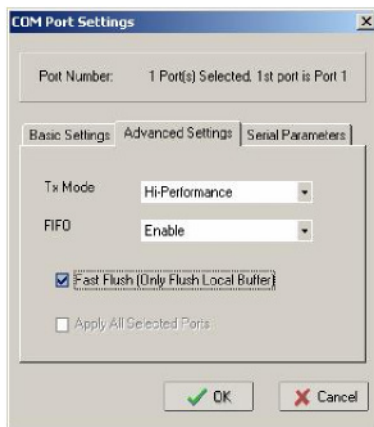 COM Port Settings
Port Number: 1 Port(s) Selected. 1st port is Port 1
Basic Settings Advanced Settings Serial Parameters
Tx Mode Hi-Performance
FIFO Enable
Fast Flush (Only Flush Local Buffer)
Apply All Selected Ports
OK Cancel